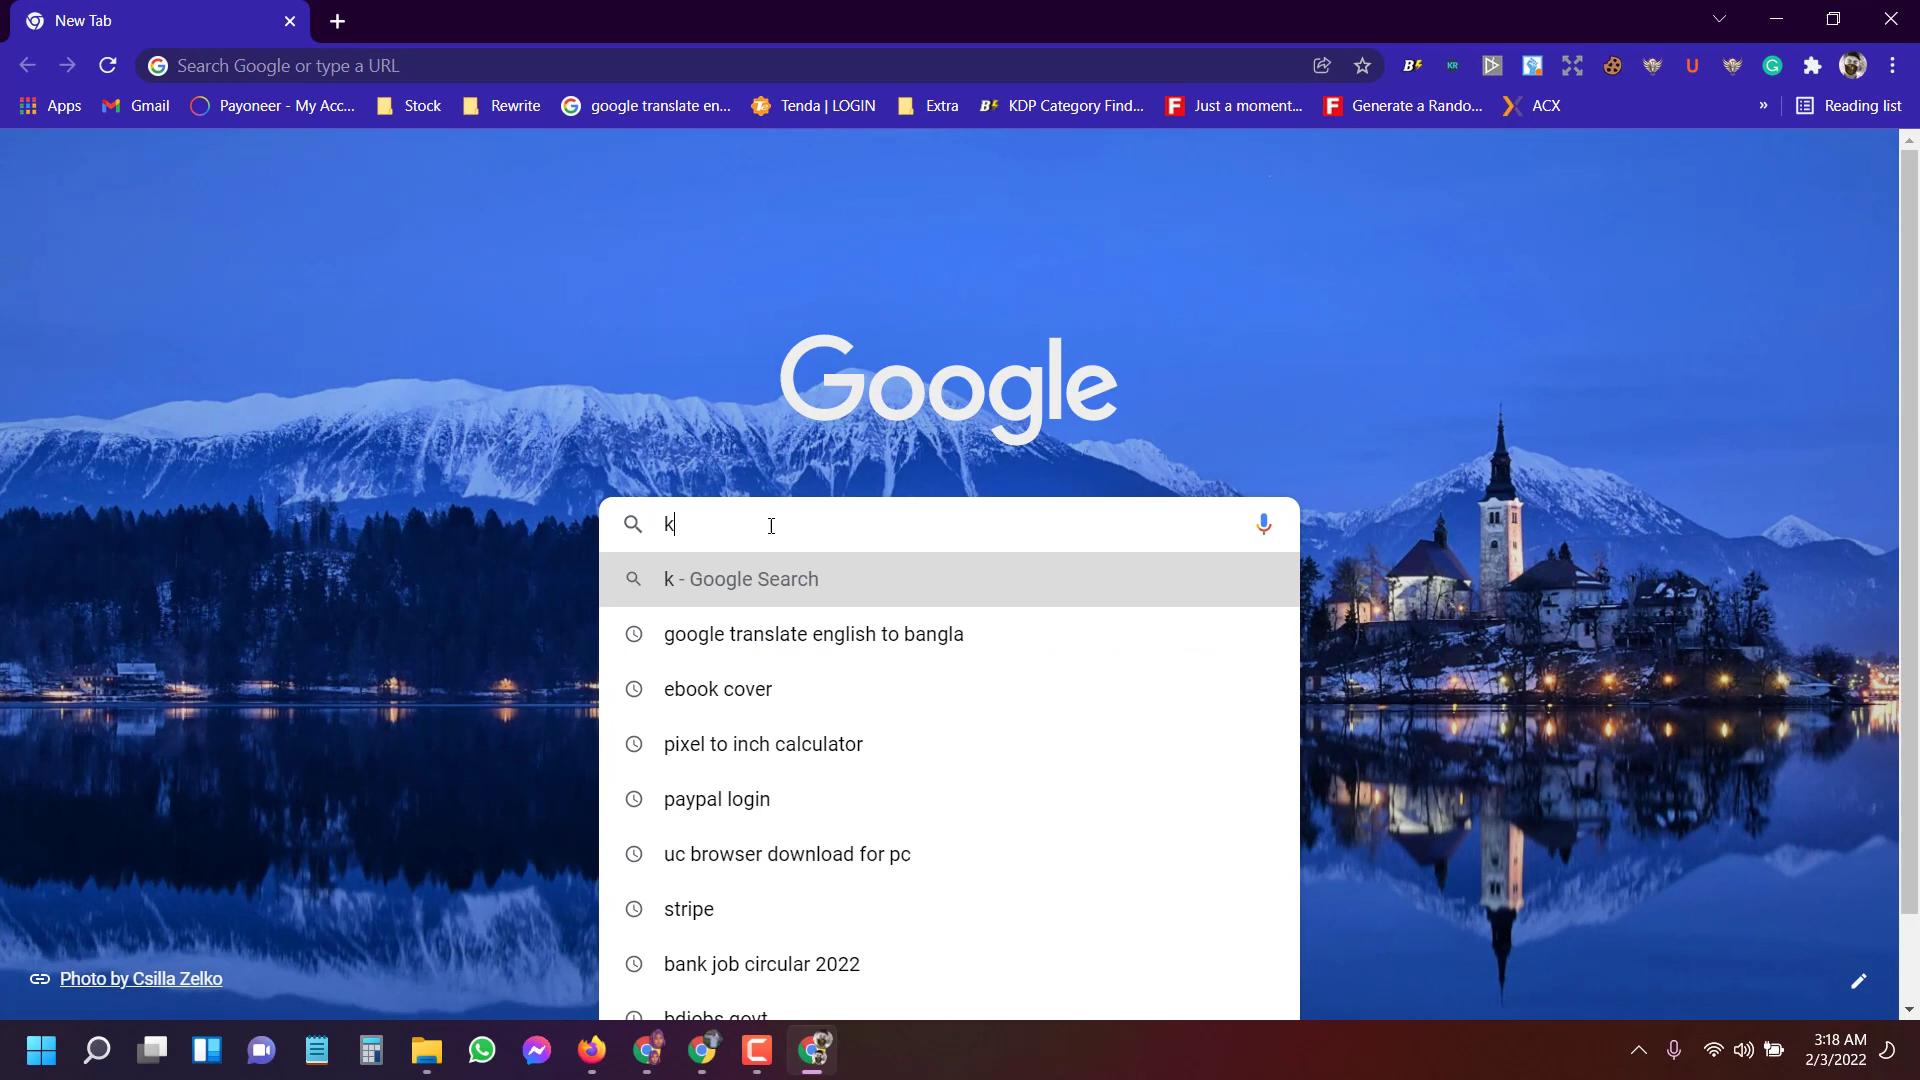 New Tab
Search Google or type a URL
Apps
Gmail
Payoneer - My Acc...
Stock
Rewrite
google translate en...
Tenda | LOGIN
Extra
KDP Category Find...
Just a moment...
Generate a Rando...
ACX
»
Reading list
Google
k
k - Google Search
google translate english to bangla
ebook cover
pixel to inch calculator
paypal login
uc browser download for pc
stripe
bank job circular 2022
bdjobs govt
Photo by Csilla Zelko
3:18 AM
2/3/2022